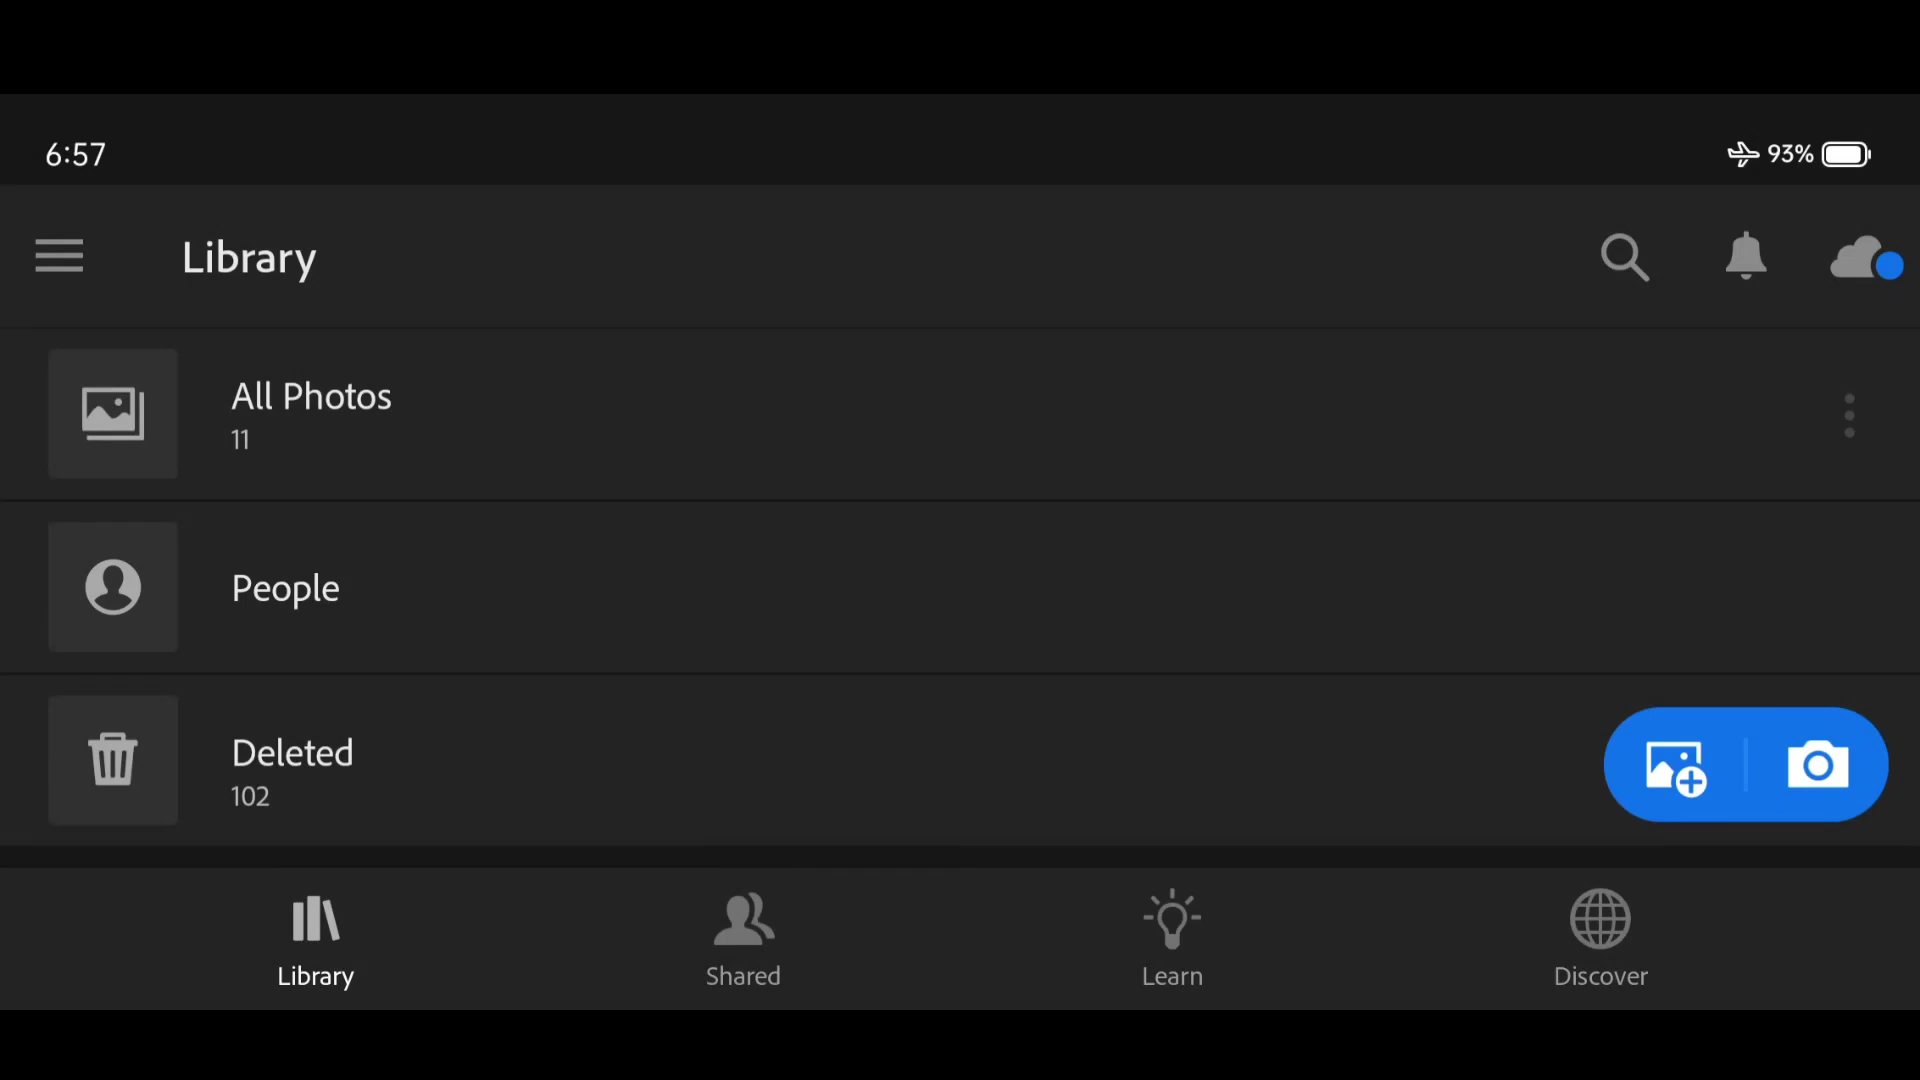 6:57
93%
Library
All Photos
11
People
Deleted
102
Library
Shared
Learn
Discover